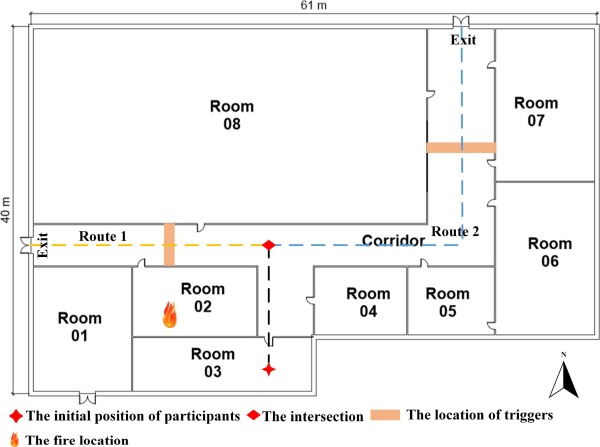 61 m
Exit
Room
07
Room
08
40 m
Exit
Route 1
Route 2
Corridor
Room
06
Room
02
Room
04
Room
05
Room
01
Room
03
N
The initial position of participants
The intersection
The location of triggers
The fire location